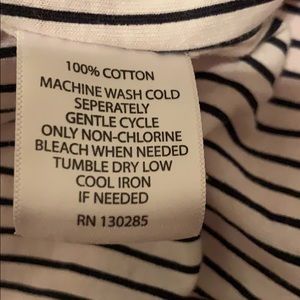 100% COTTON
MACHINE WASH COLD
SEPERATELY
GENTLE CYCLE
ONLY NON-CHLORINE
BLEACH WHEN NEEDED
TUMBLE DRY LOW
COOL IRON
IF NEEDED
RN 130285